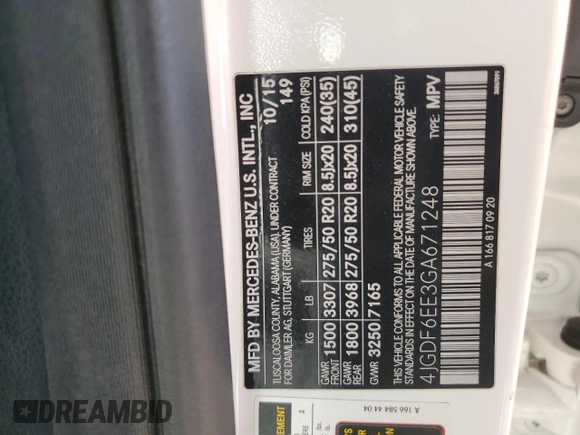 MFD BY MERCEDES-BENZ U.S. INTL., INC
TUSCALOOSA COUNTY, ALABAMA (USA), UNDER CONTRACT
FOR DAIMLER AG, STUTTGART (GERMANY)
10/15
149
KG LB TIRES RIM SIZE COLD KPA (PSI)
GAWR FRONT 1500 3307 275/50 R20 8.5Jx20 240(35)
GAWR REAR 1800 3968 275/50 R20 8.5Jx20 310(45)
GVWR 3250 7165
THIS VEHICLE CONFORMS TO ALL APPLICABLE FEDERAL MOTOR VEHICLE SAFETY
STANDARDS IN EFFECT ON THE DATE OF MANUFACTURE SHOWN ABOVE.
4JGDF6EE3GA671248 TYPE: MPV
A 166 817 09 20
A 166 584 44 04
DREAMBID